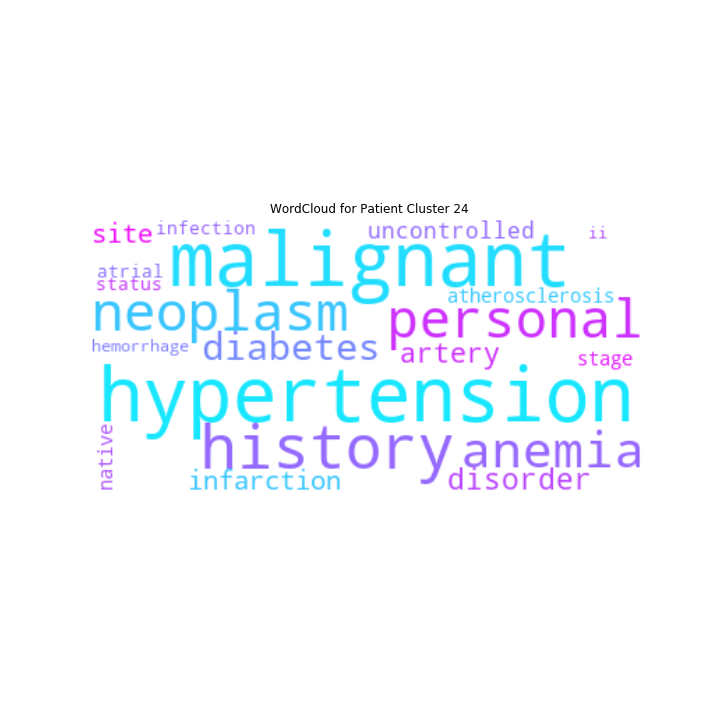 WordCloud for Patient Cluster 24
site
infection
malignant
uncontrolled
ii
atrial
status
neoplasm
atherosclerosis
personal
hemorrhage
diabetes
artery
stage
hypertension
history
anemia
native
infarction
disorder